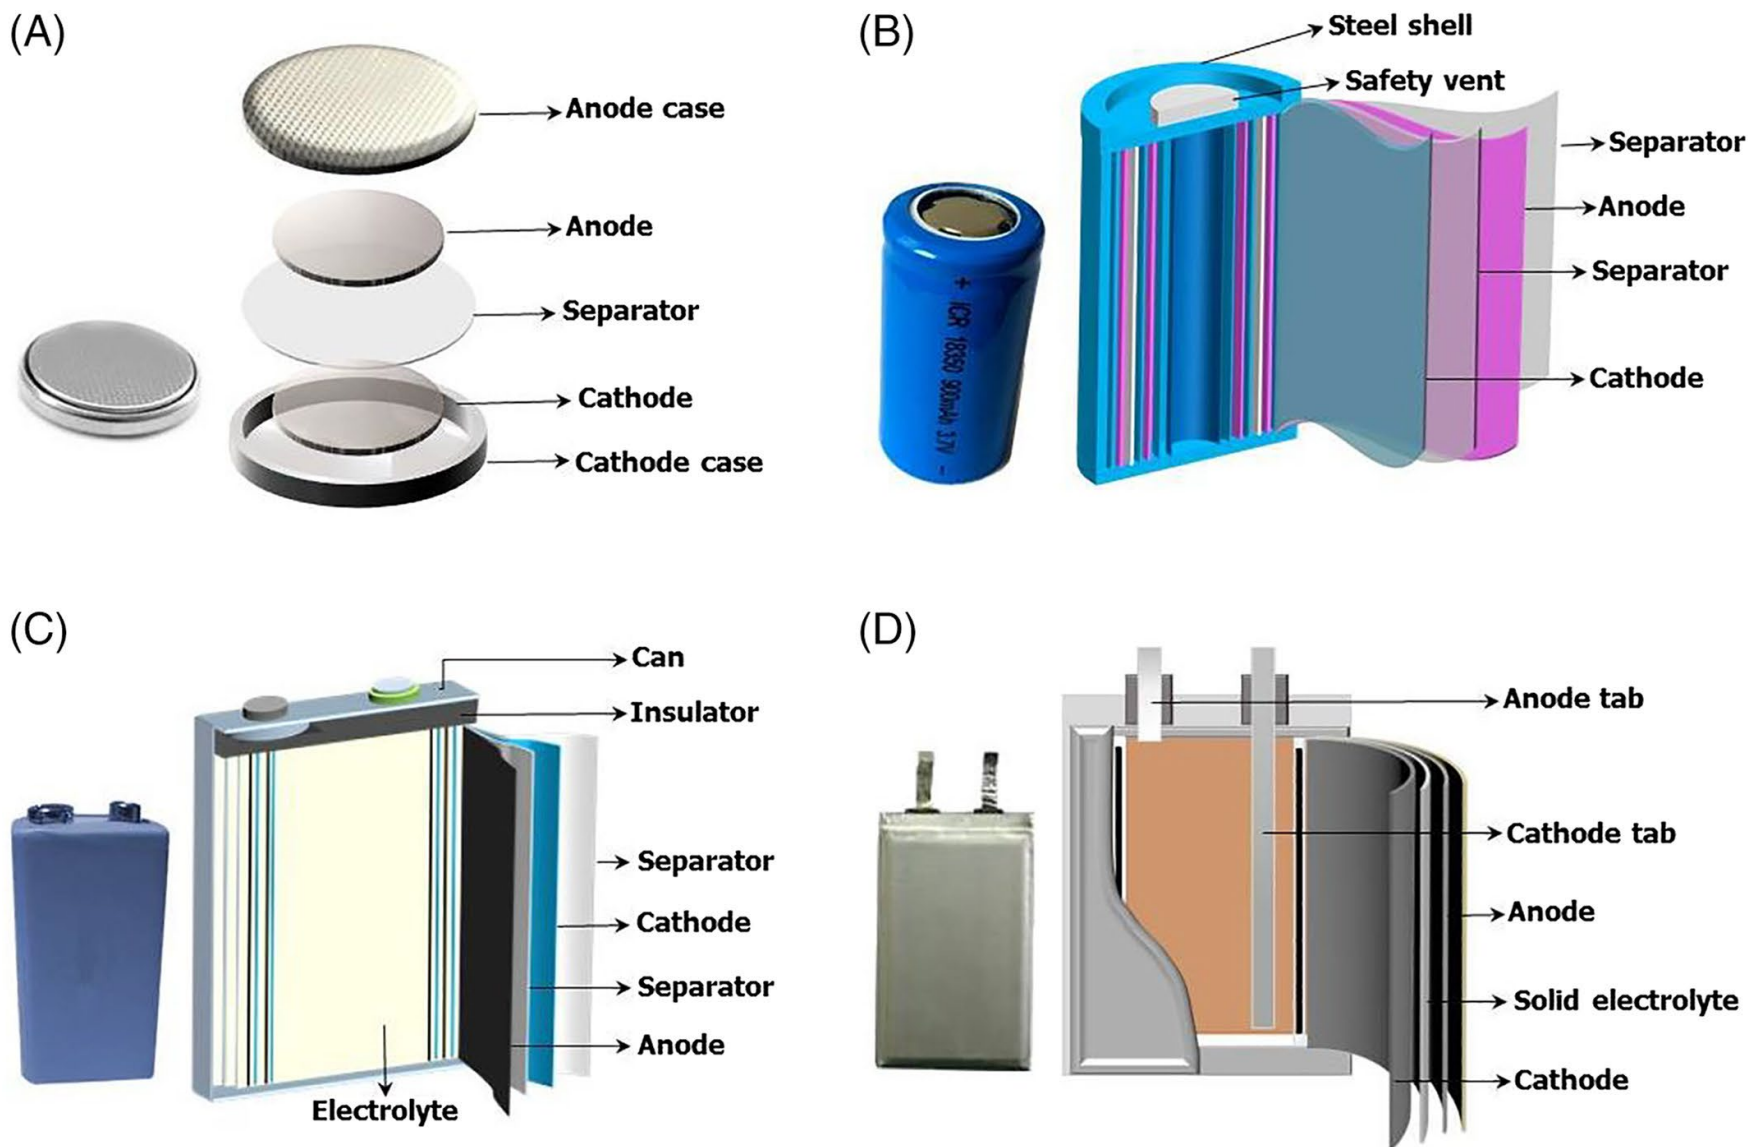 (A)
Anode case
Anode
Separator
Cathode
Cathode case
(B)
Steel shell
Safety vent
Separator
Anode
Separator
Cathode
+ ICR 18350 900mAh 3.7V -
(C)
Can
Insulator
Separator
Cathode
Separator
Anode
Electrolyte
(D)
Anode tab
Cathode tab
Anode
Solid electrolyte
Cathode